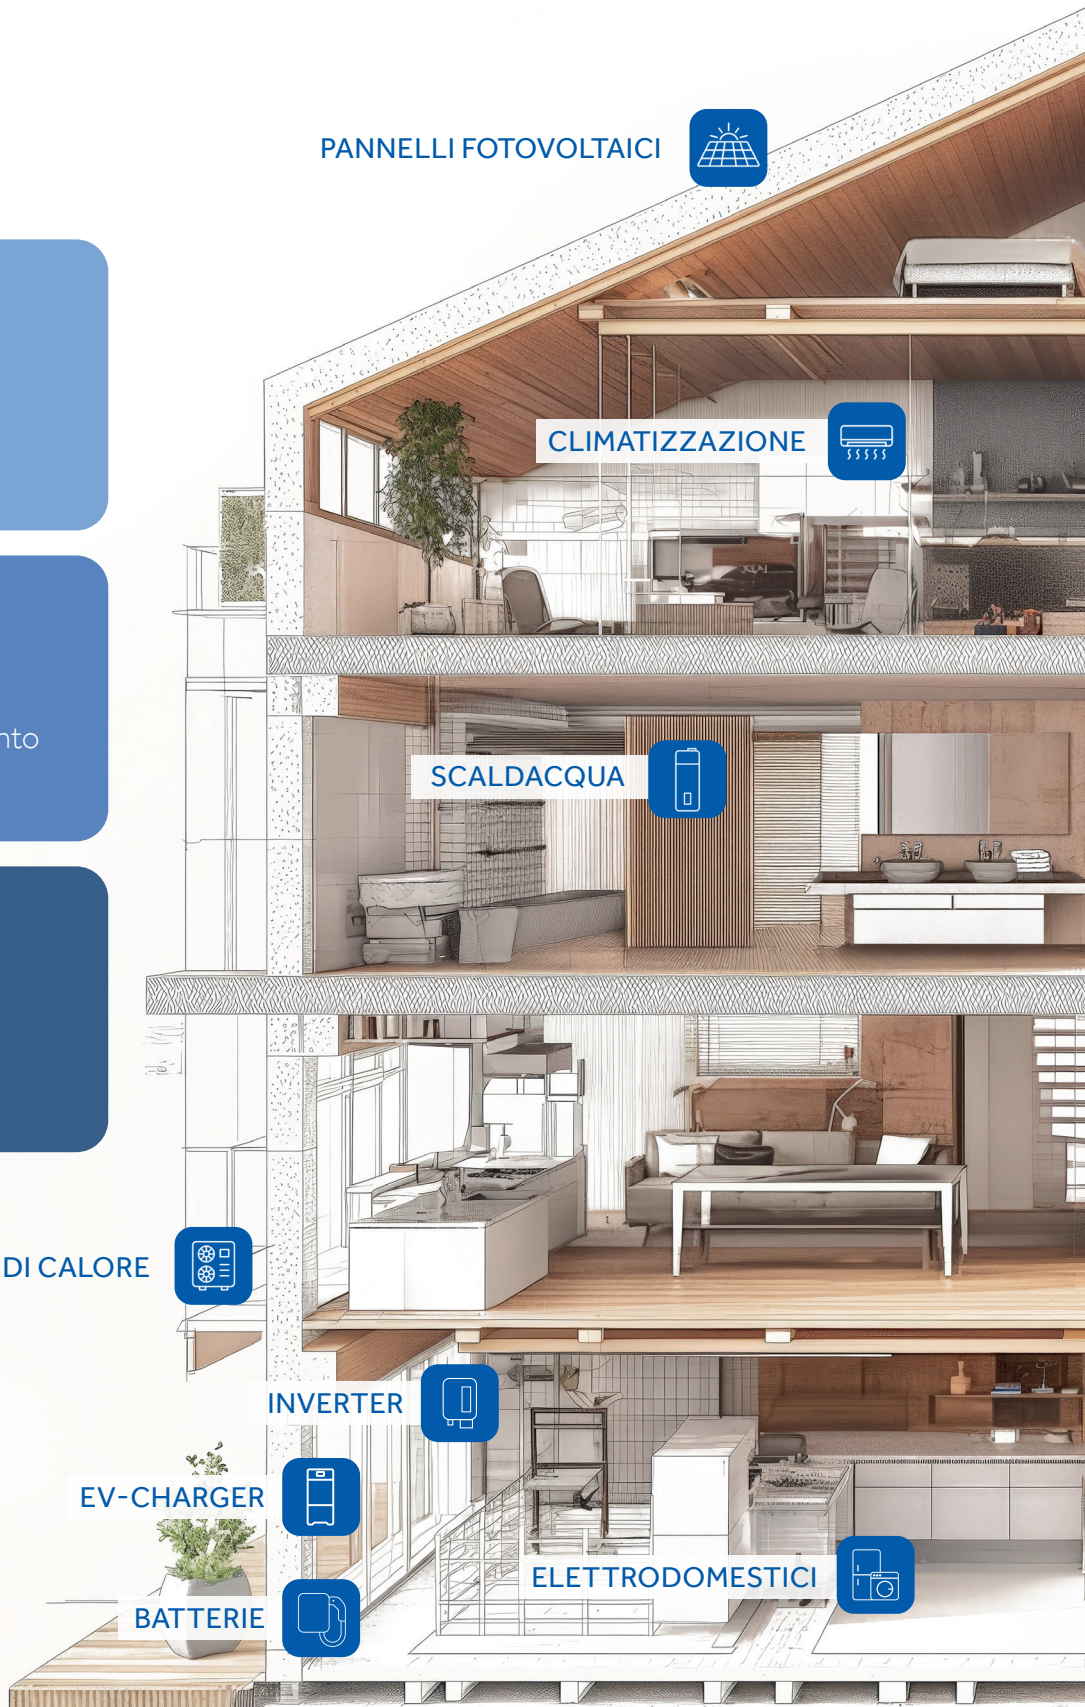 PANNELLI FOTOVOLTAICI
CLIMATIZZAZIONE
nto
SCALDACQUA
DI CALORE
INVERTER
EV-CHARGER
ELETTRODOMESTICI
BATTERIE